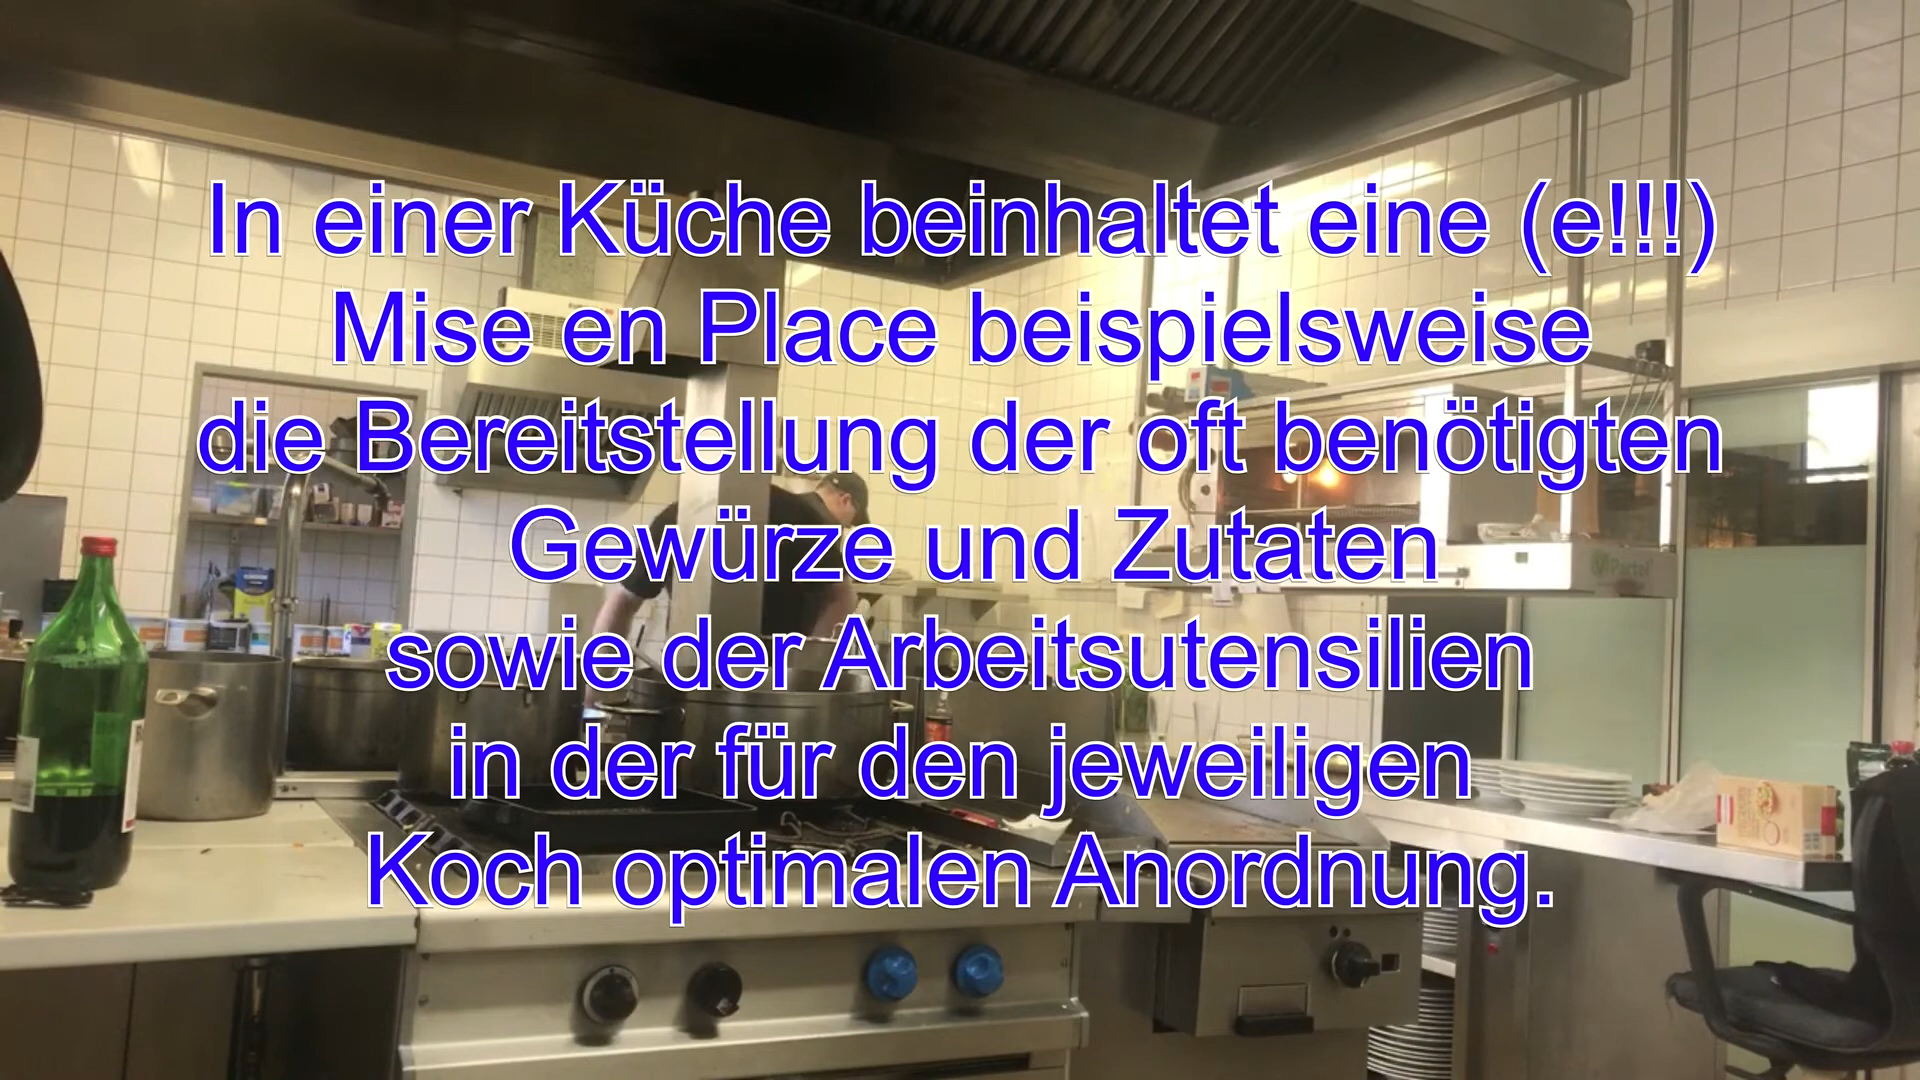 In einer Küche beinhaltet eine (e!!!)
Mise en Place beispielsweise
die Bereitstellung der oft benötigten
Gewürze und Zutaten
sowie der Arbeitsutensilien
in der für den jeweiligen
Koch optimalen Anordnung.